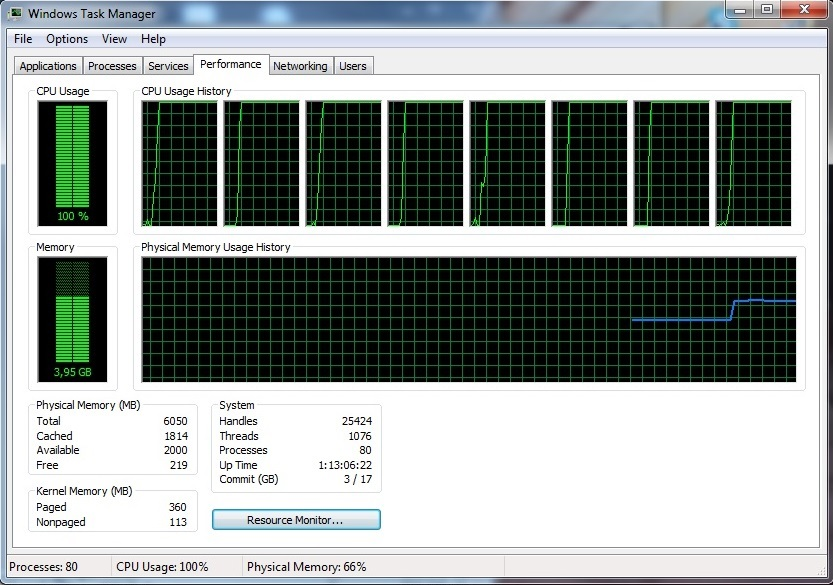 Windows Task Manager
File Options View Help
Applications Processes Services Performance Networking Users
CPU Usage
CPU Usage History
100 %
Memory
Physical Memory Usage History
3,95 GB
Physical Memory (MB)
Total 6050
Cached 1814
Available 2000
Free 219
Kernel Memory (MB)
Paged 360
Nonpaged 113
System
Handles 25424
Threads 1076
Processes 80
Up Time 1:13:06:22
Commit (GB) 3 / 17
Resource Monitor...
Processes: 80 CPU Usage: 100% Physical Memory: 66%